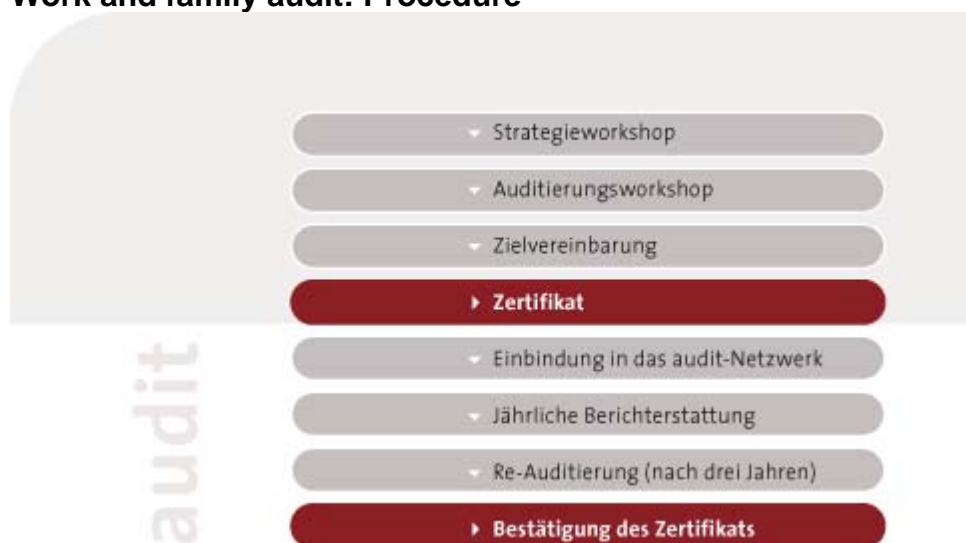 Work and family audit: Procedure
Strategieworkshop
Auditierungsworkshop
Zielvereinbarung
Zertifikat
Einbindung in das audit-Netzwerk
Jährliche Berichterstattung
Re-Auditierung (nach drei Jahren)
Bestätigung des Zertifikats
audit